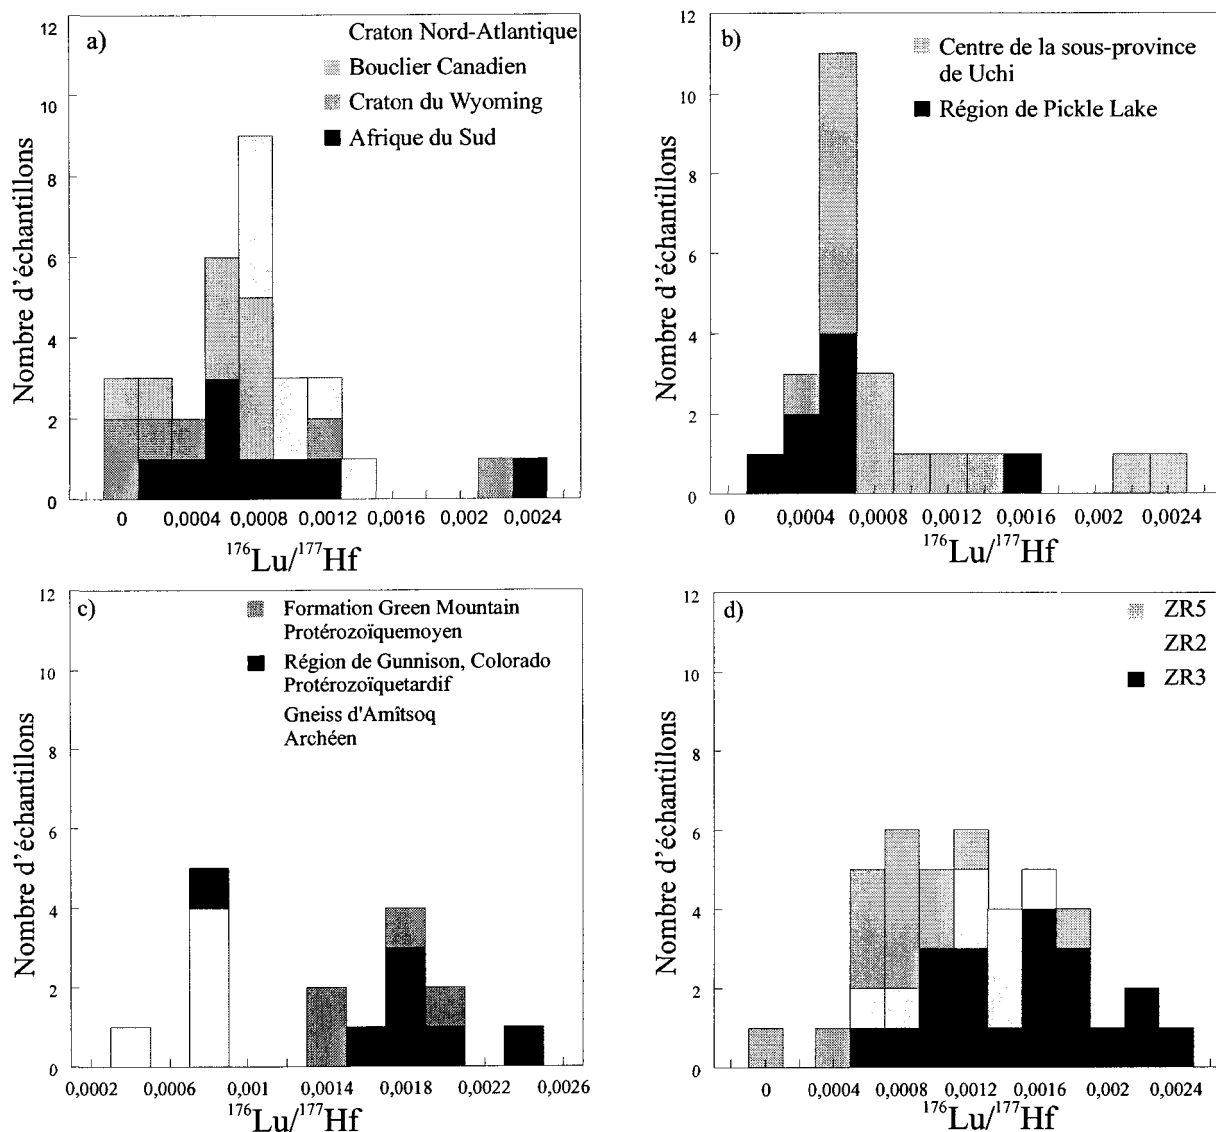 a)
Craton Nord-Atlantique
Bouclier Canadien
Craton du Wyoming
Afrique du Sud
Nombre d'échantillons
12
10
8
6
4
2
0
0 0,0004 0,0008 0,0012 0,0016 0,002 0,0024
176Lu/177Hf
b)
Centre de la sous-province
de Uchi
Région de Pickle Lake
Nombre d'échantillons
12
10
8
6
4
2
0
0 0,0004 0,0008 0,0012 0,0016 0,002 0,0024
176Lu/177Hf
c)
Formation Green Mountain
Protérozoïquemoyen
Région de Gunnison, Colorado
Protérozoïquetardif
Gneiss d'Amîtsoq
Archéen
Nombre d'échantillons
12
10
8
6
4
2
0
0,0002 0,0006 0,001 0,0014 0,0018 0,0022 0,0026
176Lu/177Hf
d)
ZR5
ZR2
ZR3
Nombre d'échantillons
12
10
8
6
4
2
0
0 0,0004 0,0008 0,0012 0,0016 0,002 0,0024
176Lu/177Hf